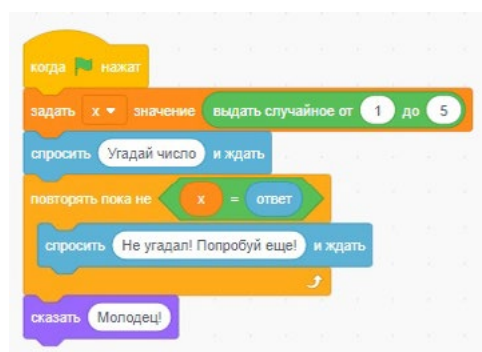 когда нажат
задать x значение выдать случайное от 1 до 5
спросить Угадай число и ждать
повторять пока не x = ответ
спросить Не угадал! Попробуй еще! и ждать
сказать Молодец!